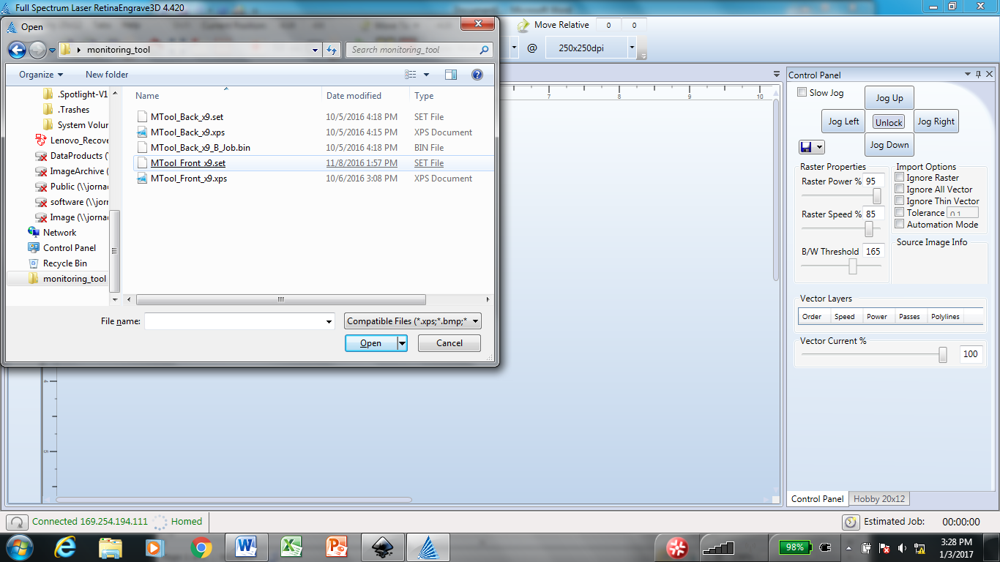 Full Spectrum Laser RetinaEngrave3D 4.420
Open
monitoring_tool
Search monitoring_tool
Organize
New folder
.Spotlight-V1
.Trashes
System Volur
Lenovo_Recove
DataProducts (\
ImageArchive (
Public (\\jornac
software (\\jorr
Image (\\jornac
Network
Control Panel
Recycle Bin
monitoring_tool
Name Date modified Type
MTool_Back_x9.set 10/5/2016 4:18 PM SET File
MTool_Back_x9.xps 10/5/2016 4:15 PM XPS Document
MTool_Back_x9_B_Job.bin 10/5/2016 4:18 PM BIN File
MTool_Front_x9.set 11/8/2016 1:57 PM SET File
MTool_Front_x9.xps 10/6/2016 3:08 PM XPS Document
File name:
Compatible Files (*.xps;*.bmp;*
Open
Cancel
Move Relative 0 0
@ 250x250dpi
7 8 9 10
4
6
Control Panel
Slow Jog
Jog Up
Jog Left Unlock Jog Right
Jog Down
Raster Properties
Raster Power % 95
Raster Speed % 85
B/W Threshold 165
Import Options
Ignore Raster
Ignore All Vector
Ignore Thin Vector
Tolerance 0.1
Automation Mode
Source Image Info
Vector Layers
Order Speed Power Passes Polylines
Vector Current %
100
Control Panel Hobby 20x12
Connected 169.254.194.111 Homed
Estimated Job: 00:00:00
98%
3:28 PM
1/3/2017